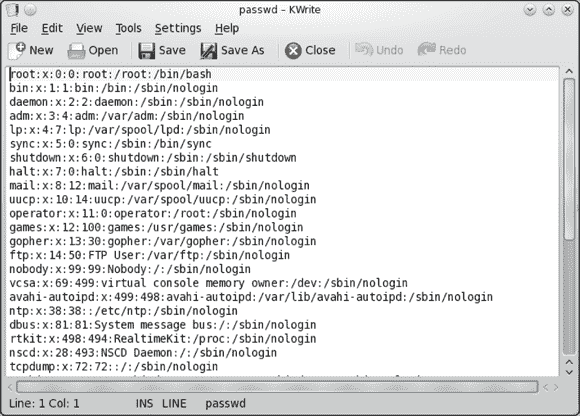 passwd – KWrite
File Edit View Tools Settings Help
New Open Save Save As Close Undo Redo
root:x:0:0:root:/root:/bin/bash
bin:x:1:1:bin:/bin:/sbin/nologin
daemon:x:2:2:daemon:/sbin:/sbin/nologin
adm:x:3:4:adm:/var/adm:/sbin/nologin
lp:x:4:7:lp:/var/spool/lpd:/sbin/nologin
sync:x:5:0:sync:/sbin:/bin/sync
shutdown:x:6:0:shutdown:/sbin:/sbin/shutdown
halt:x:7:0:halt:/sbin:/sbin/halt
mail:x:8:12:mail:/var/spool/mail:/sbin/nologin
uucp:x:10:14:uucp:/var/spool/uucp:/sbin/nologin
operator:x:11:0:operator:/root:/sbin/nologin
games:x:12:100:games:/usr/games:/sbin/nologin
gopher:x:13:30:gopher:/var/gopher:/sbin/nologin
ftp:x:14:50:FTP User:/var/ftp:/sbin/nologin
nobody:x:99:99:Nobody:/:/sbin/nologin
vcsa:x:69:499:virtual console memory owner:/dev:/sbin/nologin
avahi-autoipd:x:499:498:avahi-autoipd:/var/lib/avahi-autoipd:/sbin/nologin
ntp:x:38:38::/etc/ntp:/sbin/nologin
dbus:x:81:81:System message bus:/:/sbin/nologin
rtkit:x:498:494:RealtimeKit:/proc:/sbin/nologin
nscd:x:28:493:NSCD Daemon:/:/sbin/nologin
tcpdump:x:72:72::/:/sbin/nologin
Line: 1 Col: 1 INS LINE passwd